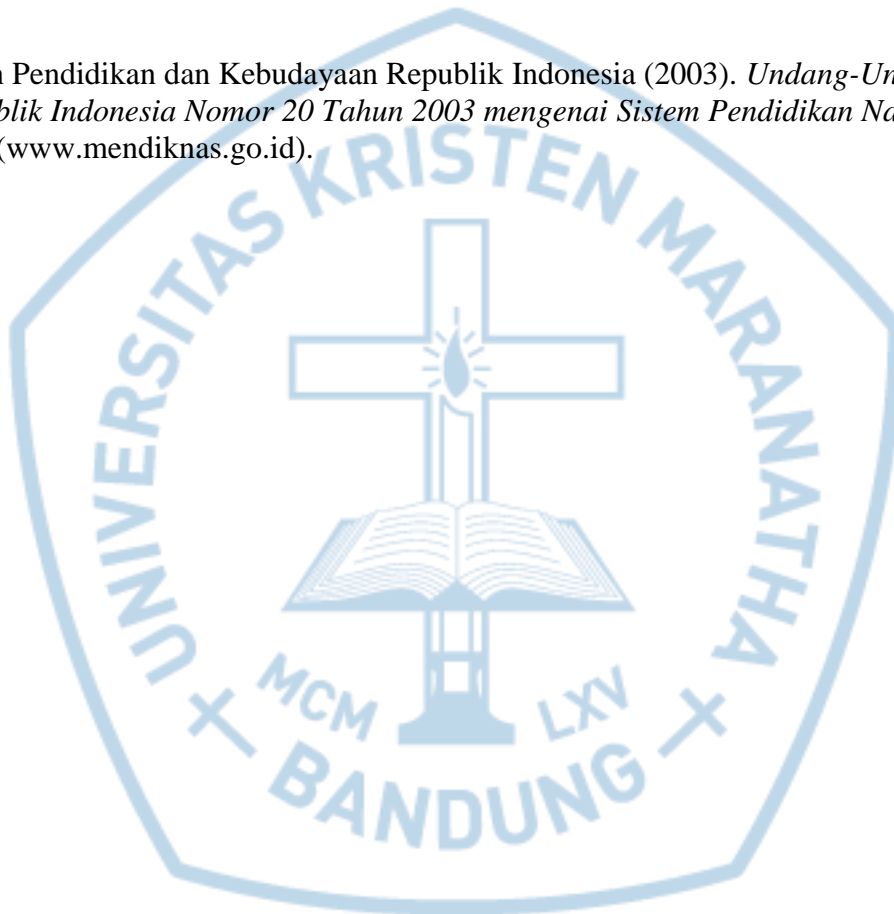 n Pendidikan dan Kebudayaan Republik Indonesia (2003). Undang-Un
blik Indonesia Nomor 20 Tahun 2003 mengenai Sistem Pendidikan Na
(www.mendiknas.go.id).
UNIVERSITAS KRISTEN MARANATHA
MCM LXV
BANDUNG